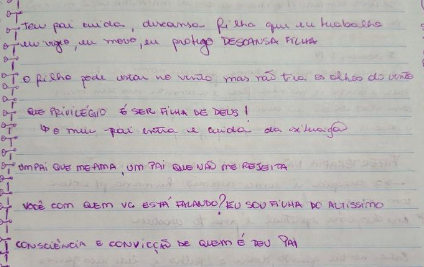 Teu pai cuida, descansa filha que eu trabalho
eu vigio, eu movo, eu protejo DESCANSA FILHA
O filho pode estar no vento mas não tira os olhos do vento
QUE PRIVILÉGIO É SER FILHA DE DEUS!
e meu pai entra e cuida da situação
UM PAI QUE ME AMA, UM PAI QUE NÃO ME REJEITA
VOCÊ COM QUEM VC ESTÁ FALANDO? EU SOU FILHA DO ALTISSIMO
CONSCIÊNCIA E CONVICÇÃO DE QUEM É SEU PAI